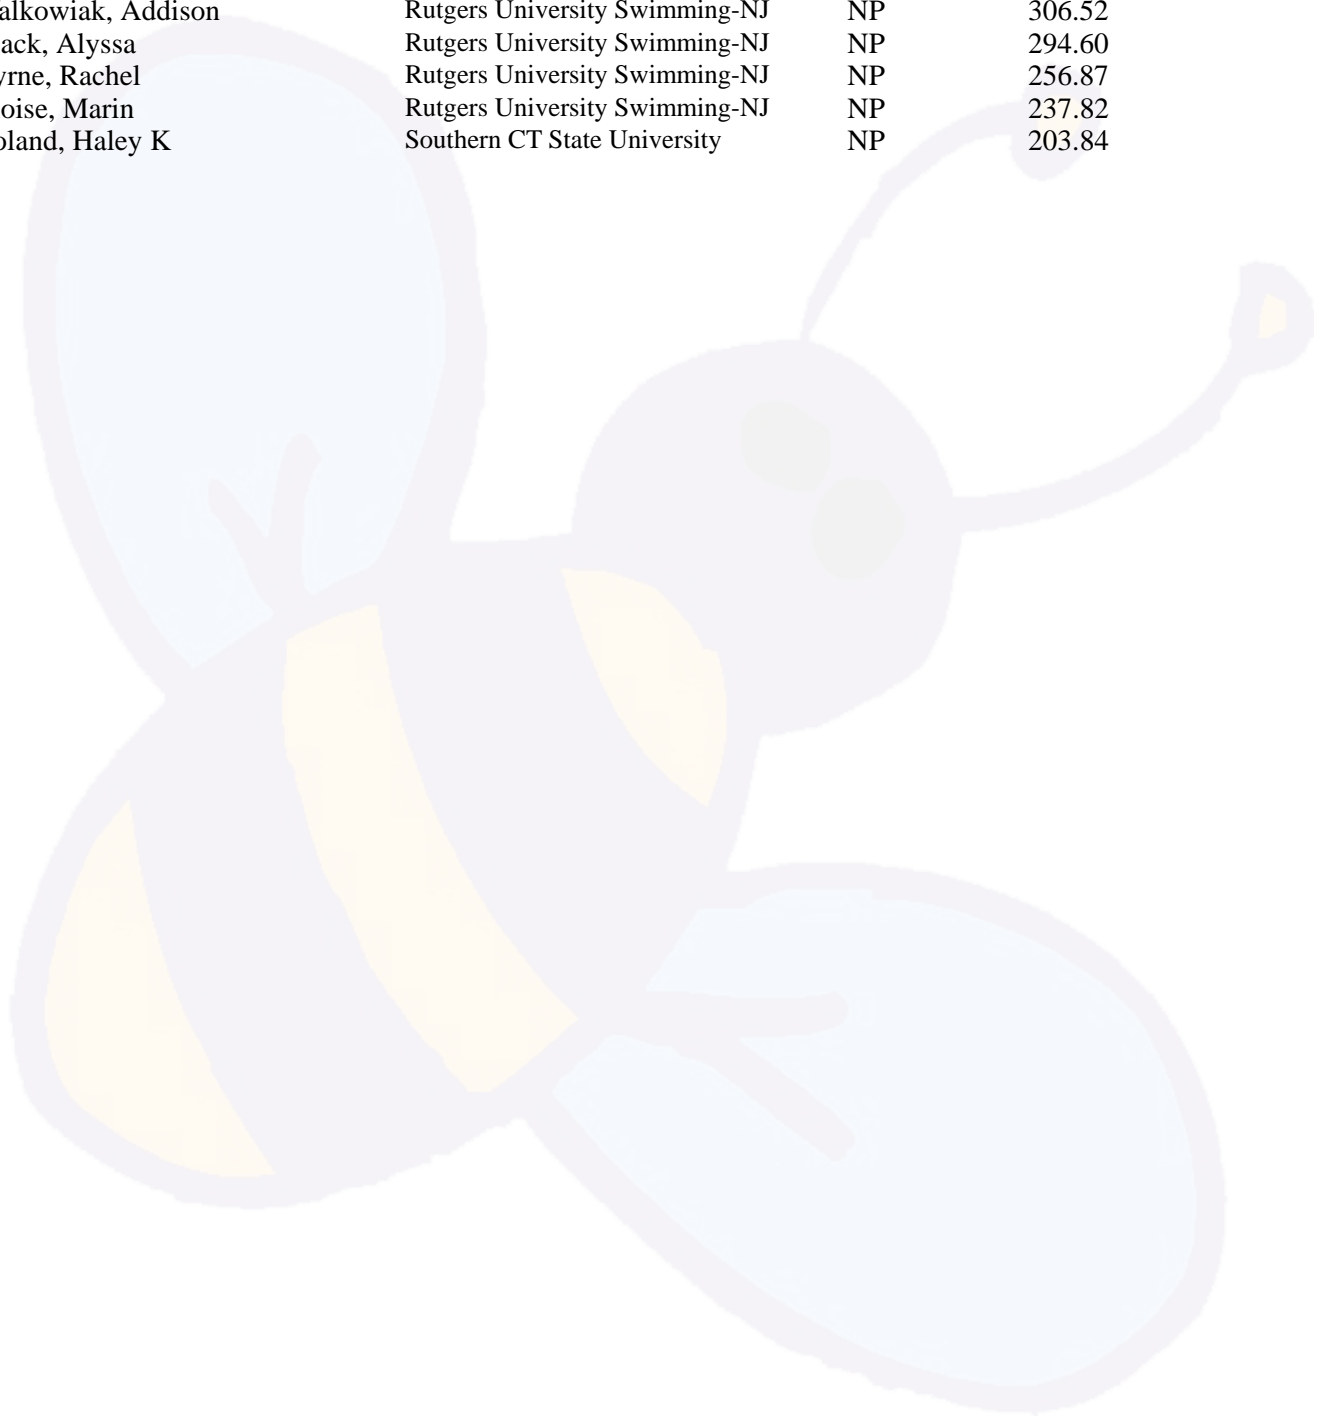 alkowiak, Addison Rutgers University Swimming-NJ NP 306.52
ack, Alyssa Rutgers University Swimming-NJ NP 294.60
yrne, Rachel Rutgers University Swimming-NJ NP 256.87
oise, Marin Rutgers University Swimming-NJ NP 237.82
oland, Haley K Southern CT State University NP 203.84